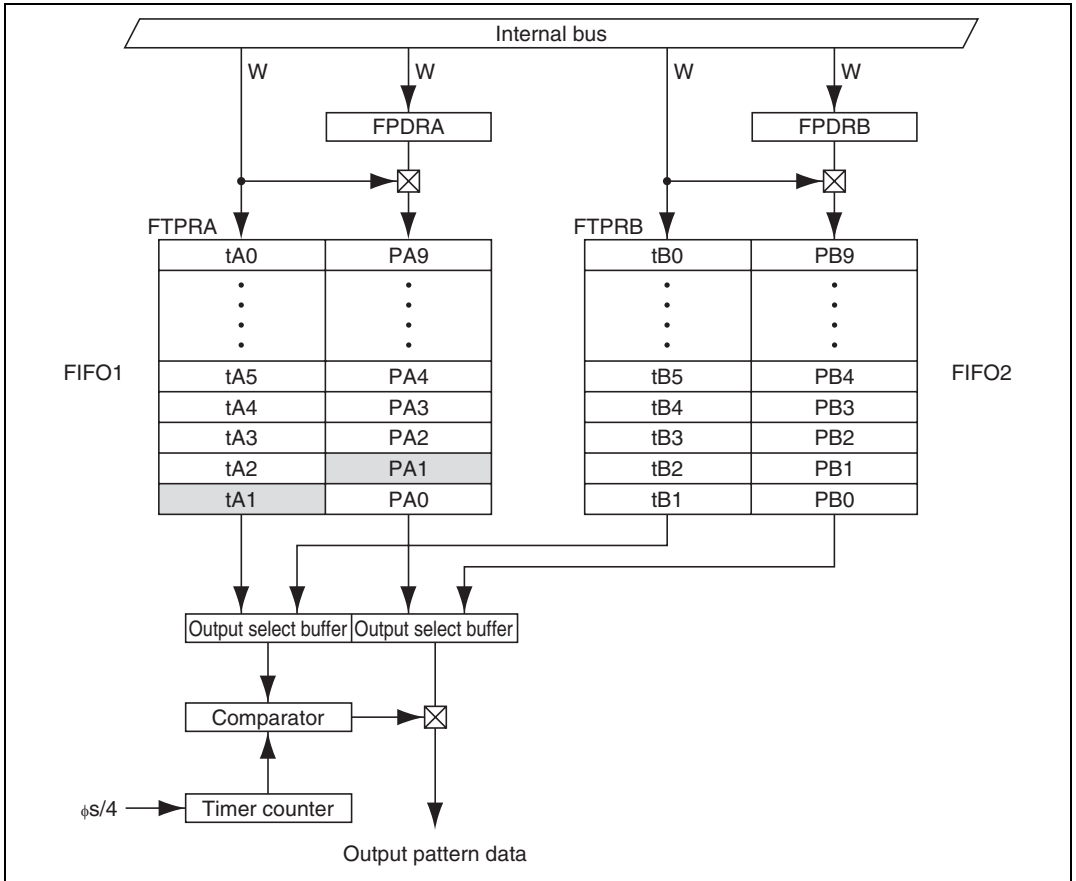 Internal bus
W W W W
FPDRA FPDRB
FTPRA FTPRB
tA0 PA9 tB0 PB9
FIFO1 tA5 PA4 tB5 PB4 FIFO2
tA4 PA3 tB4 PB3
tA3 PA2 tB3 PB2
tA2 PA1 tB2 PB1
tA1 PA0 tB1 PB0
Output select buffer Output select buffer
Comparator
ϕs/4 Timer counter
Output pattern data